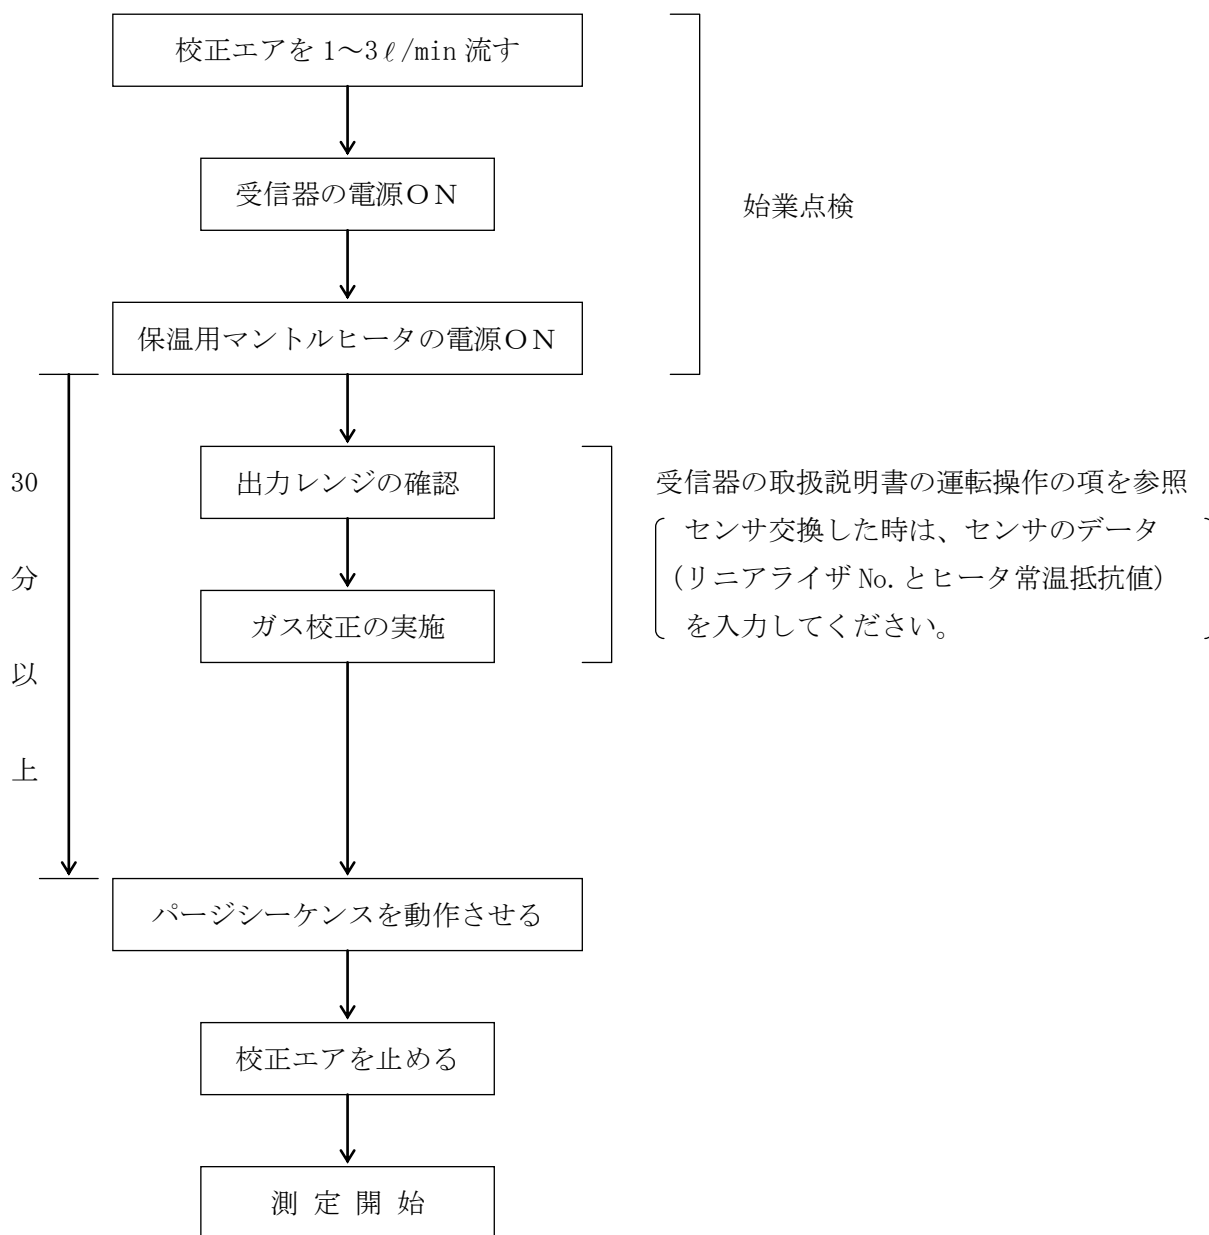 校正エアを 1～3ℓ/min 流す
受信器の電源ＯＮ
始業点検
保温用マントルヒータの電源ＯＮ
30
分
以
上
出力レンジの確認
ガス校正の実施
受信器の取扱説明書の運転操作の項を参照
センサ交換した時は、センサのデータ
(リニアライザ No. とヒータ常温抵抗値)
を入力してください。
パージシーケンスを動作させる
校正エアを止める
測 定 開 始